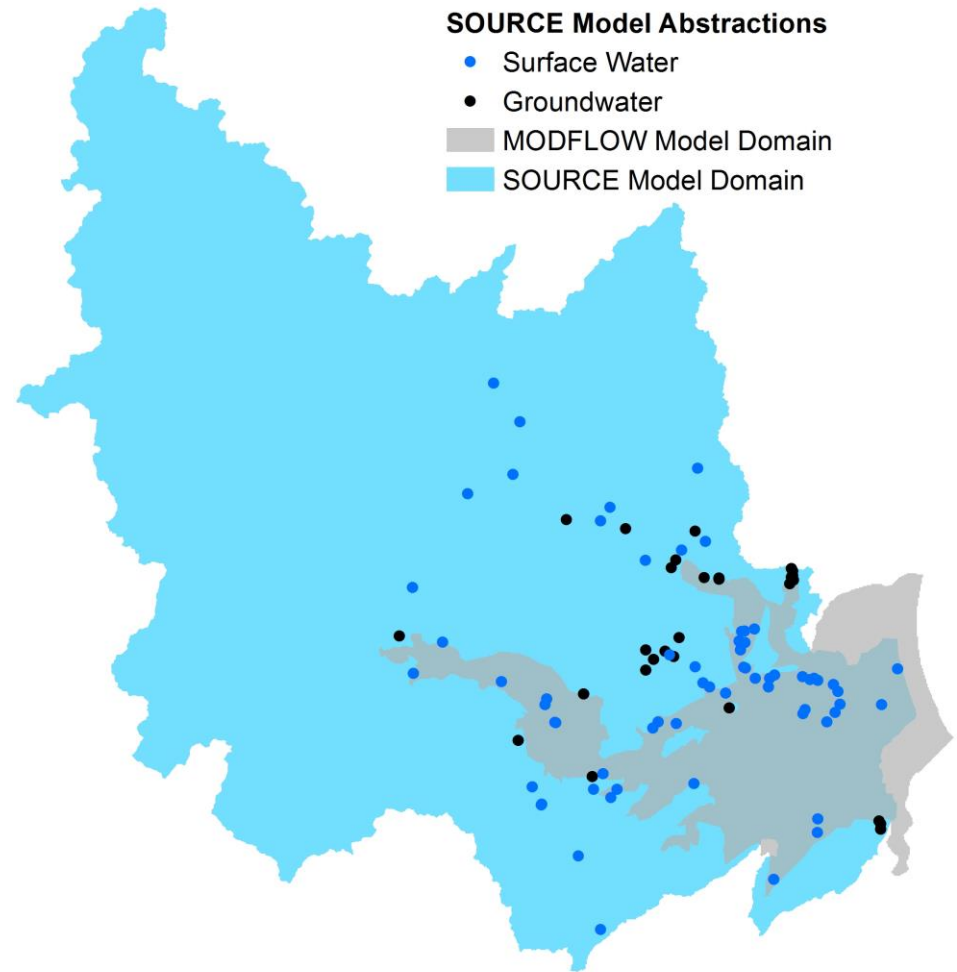 SOURCE Model Abstractions
Surface Water
Groundwater
MODFLOW Model Domain
SOURCE Model Domain